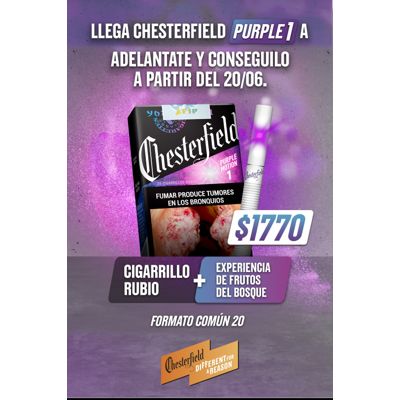 LLEGA CHESTERFIELD PURPLE 1 A
ADELANTATE Y CONSEGUILO
A PARTIR DEL 20/06.
Chesterfield
PURPLE
MOTION
1
FUMAR PRODUCE TUMORES
EN LOS BRONQUIOS
$1770
CIGARRILLO
RUBIO
+
EXPERIENCIA
DE FRUTOS
DEL BOSQUE
FORMATO COMÚN 20
Chesterfield
DIFFERENT FOR
A REASON